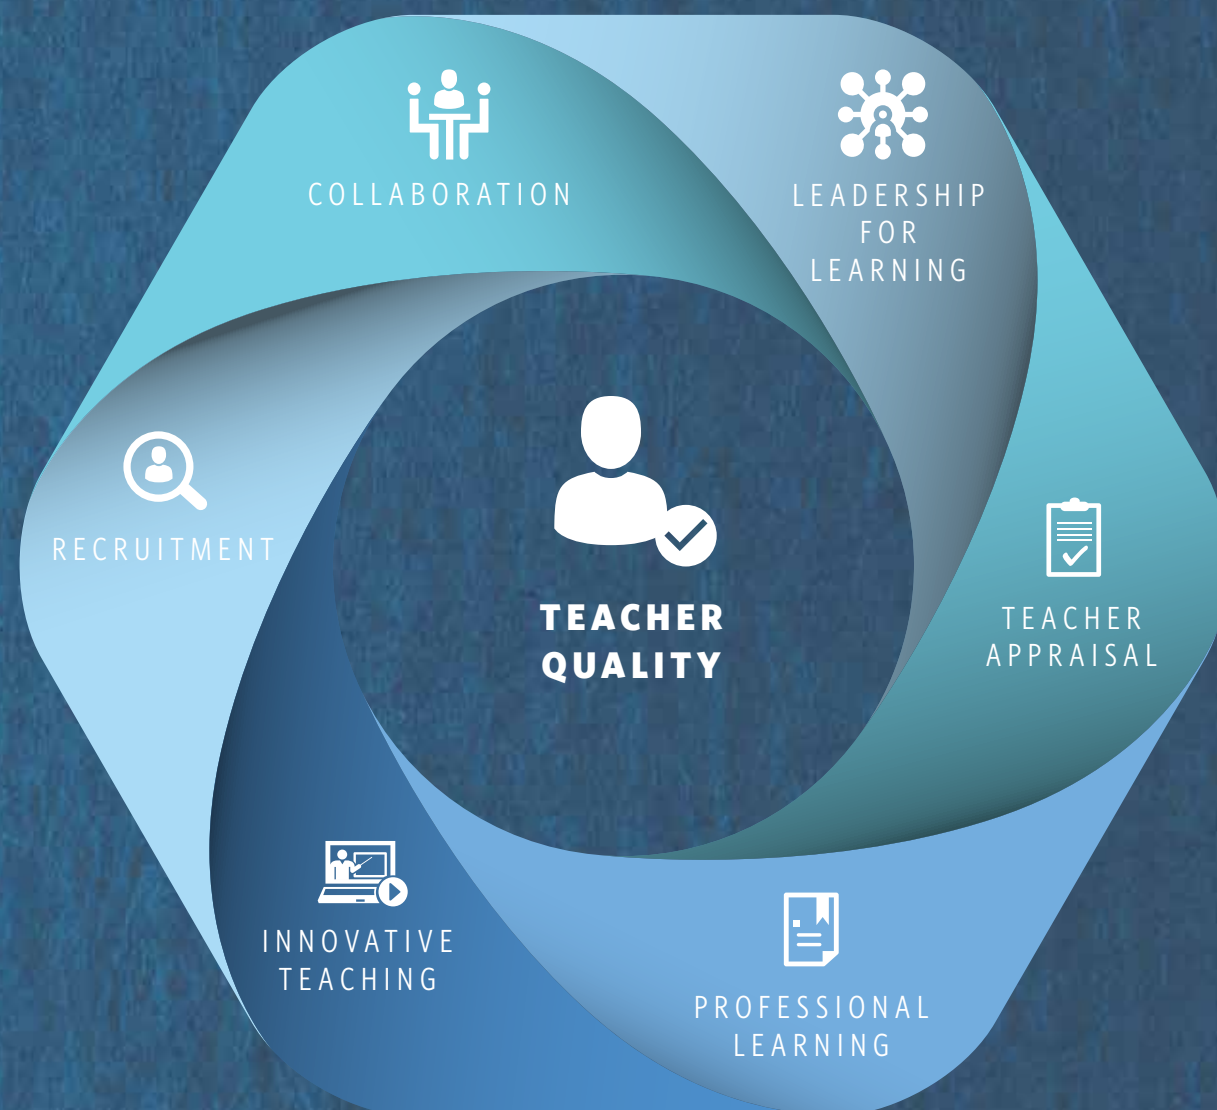 COLLABORATION
LEADERSHIP
FOR
LEARNING
RECRUITMENT
TEACHER
QUALITY
TEACHER
APPRAISAL
INNOVATIVE
TEACHING
PROFESSIONAL
LEARNING